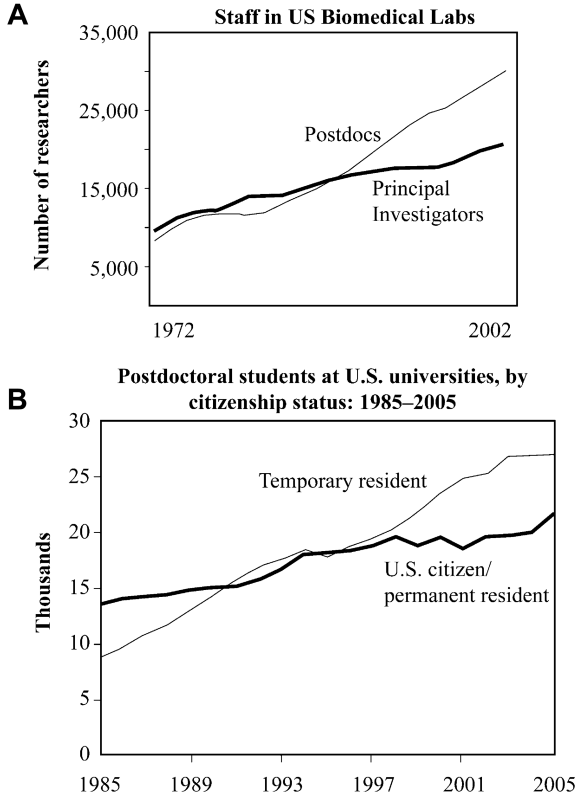 A
Staff in US Biomedical Labs
35,000
25,000
15,000
5,000
Number of researchers
Postdocs
Principal
Investigators
1972
2002
B
Postdoctoral students at U.S. universities, by
citizenship status: 1985–2005
30
25
20
15
10
5
0
Thousands
Temporary resident
U.S. citizen/
permanent resident
1985
1989
1993
1997
2001
2005